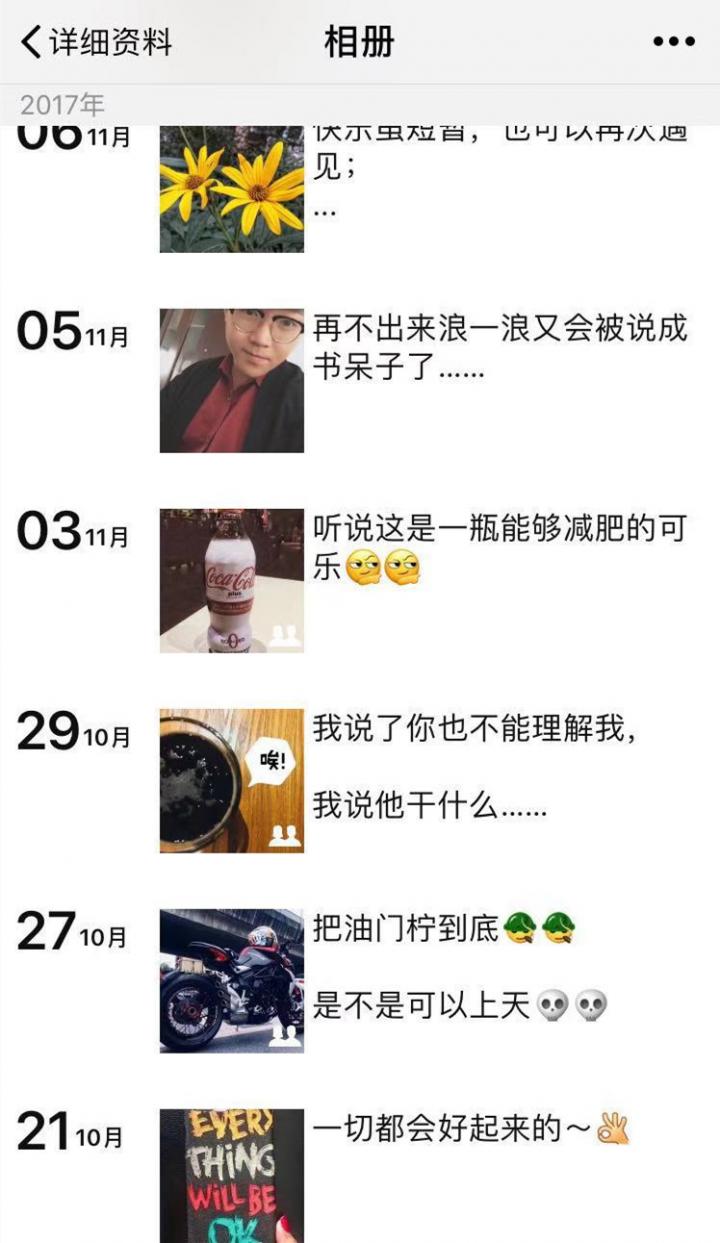 详细资料
相册
2017年
06 11月
快乐虽短暂，也可以再次遇
见；
...
05 11月
再不出来浪一浪又会被说成
书呆子了......
03 11月
听说这是一瓶能够减肥的可
乐
Coca-Cola
plus
29 10月
唉!
我说了你也不能理解我，
我说他干什么......
27 10月
把油门柠到底
是不是可以上天
21 10月
一切都会好起来的～
EVERY
THING
WILL BE
OK